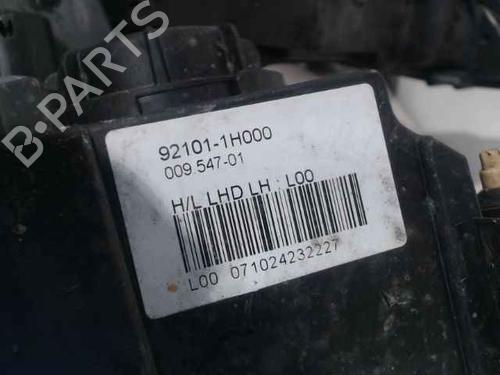 B-PARTS
92101-1H000
009.547-01
H/L LHD LH : L00
L00 071024232227